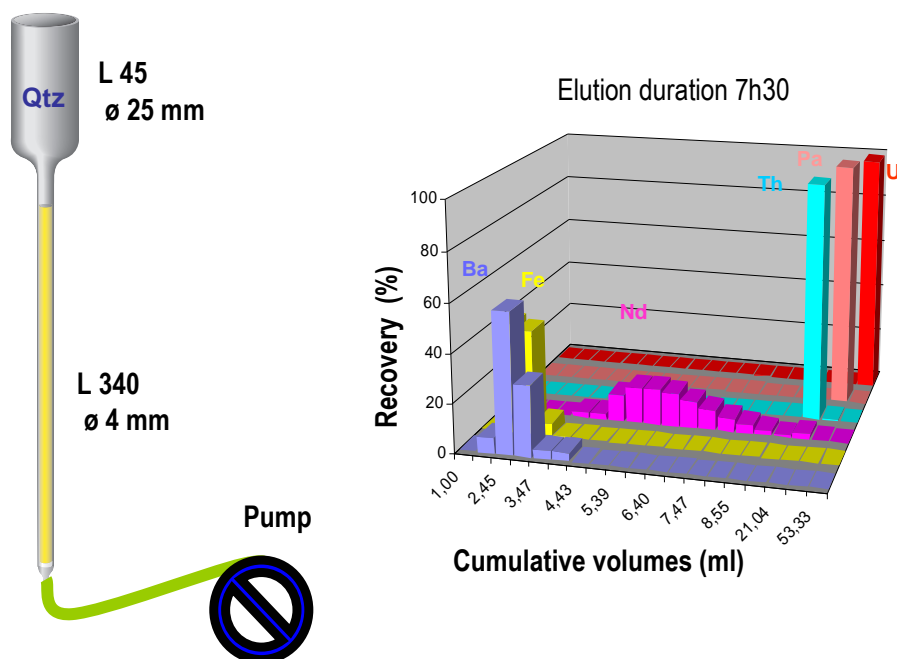 Qtz
L 45
ø 25 mm
L 340
ø 4 mm
Pump
Elution duration 7h30
Pa
U
Th
Ba
Fe
Nd
Recovery (%)
100
80
60
40
20
0
1,00
2,45
3,47
4,43
5,39
6,40
7,47
8,55
21,04
53,33
Cumulative volumes (ml)